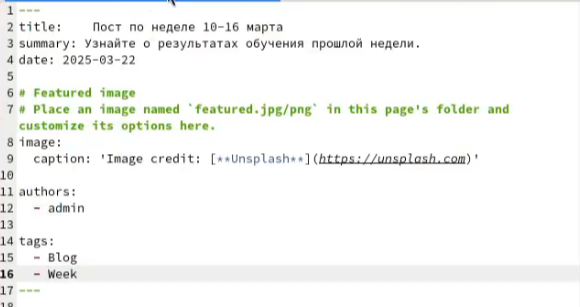 1 ---
2 title:    Пост по неделе 10-16 марта
3 summary: Узнайте о результатах обучения прошлой недели.
4 date: 2025-03-22
5
6 # Featured image
7 # Place an image named `featured.jpg/png` in this page's folder and
customize its options here.
8 image:
9   caption: 'Image credit: [**Unsplash**](https://unsplash.com)'
10
11 authors:
12   - admin
13
14 tags:
15   - Blog
16   - Week
17 ---
18